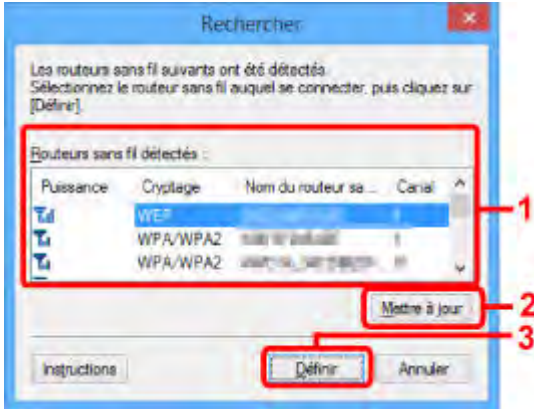 Rechercher
Les routeurs sans fil suivants ont été détectés.
Sélectionnez le routeur sans fil auquel se connecter, puis cliquez sur
[Définir].
Routeurs sans fil détectés :
Puissance Cryptage Nom du routeur sa... Canal
WEP
WPA/WPA2
WPA/WPA2
1
Mettre à jour
2
3
Instructions Définir Annuler